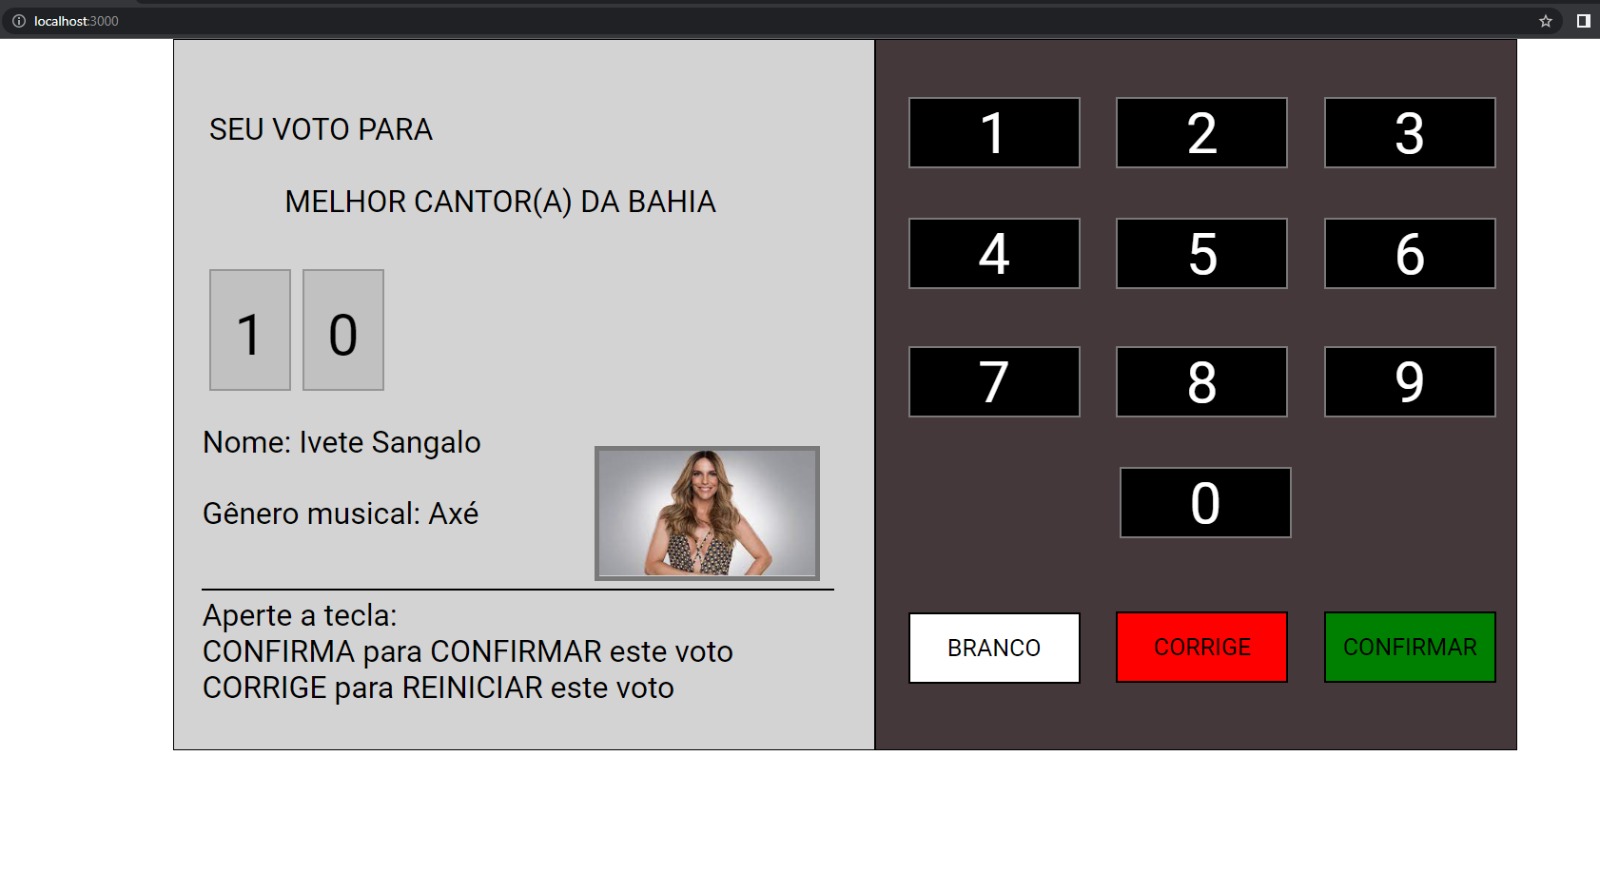 localhost:3000
SEU VOTO PARA
MELHOR CANTOR(A) DA BAHIA
1 0
Nome: Ivete Sangalo
Gênero musical: Axé
Aperte a tecla:
CONFIRMA para CONFIRMAR este voto
CORRIGE para REINICIAR este voto
1 2 3
4 5 6
7 8 9
0
BRANCO CORRIGE CONFIRMAR